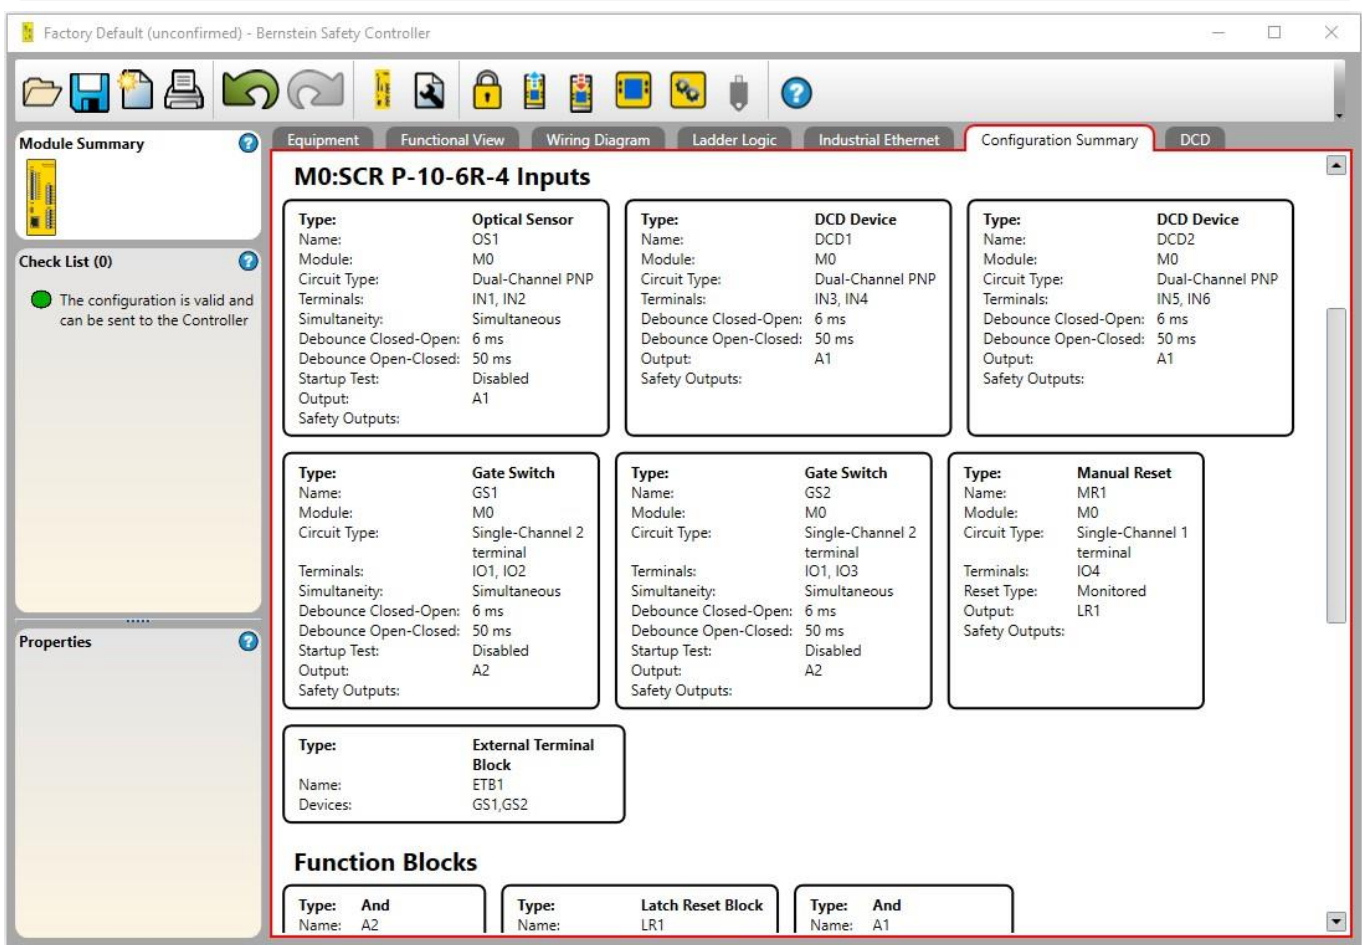 Factory Default (unconfirmed) - Bernstein Safety Controller
Module Summary
Check List (0)
The configuration is valid and
can be sent to the Controller
Properties
Equipment Functional View Wiring Diagram Ladder Logic Industrial Ethernet Configuration Summary DCD
M0:SCR P-10-6R-4 Inputs
Type: Optical Sensor
Name: OS1
Module: M0
Circuit Type: Dual-Channel PNP
Terminals: IN1, IN2
Simultaneity: Simultaneous
Debounce Closed-Open: 6 ms
Debounce Open-Closed: 50 ms
Startup Test: Disabled
Output: A1
Safety Outputs:
Type: DCD Device
Name: DCD1
Module: M0
Circuit Type: Dual-Channel PNP
Terminals: IN3, IN4
Debounce Closed-Open: 6 ms
Debounce Open-Closed: 50 ms
Output: A1
Safety Outputs:
Type: DCD Device
Name: DCD2
Module: M0
Circuit Type: Dual-Channel PNP
Terminals: IN5, IN6
Debounce Closed-Open: 6 ms
Debounce Open-Closed: 50 ms
Output: A1
Safety Outputs:
Type: Gate Switch
Name: GS1
Module: M0
Circuit Type: Single-Channel 2
terminal
Terminals: IO1, IO2
Simultaneity: Simultaneous
Debounce Closed-Open: 6 ms
Debounce Open-Closed: 50 ms
Startup Test: Disabled
Output: A2
Safety Outputs:
Type: Gate Switch
Name: GS2
Module: M0
Circuit Type: Single-Channel 2
terminal
Terminals: IO1, IO3
Simultaneity: Simultaneous
Debounce Closed-Open: 6 ms
Debounce Open-Closed: 50 ms
Startup Test: Disabled
Output: A2
Safety Outputs:
Type: Manual Reset
Name: MR1
Module: M0
Circuit Type: Single-Channel 1
terminal
Terminals: IO4
Reset Type: Monitored
Output: LR1
Safety Outputs:
Type: External Terminal
Block
Name: ETB1
Devices: GS1,GS2
Function Blocks
Type: And
Name: A2
Type: Latch Reset Block
Name: LR1
Type: And
Name: A1